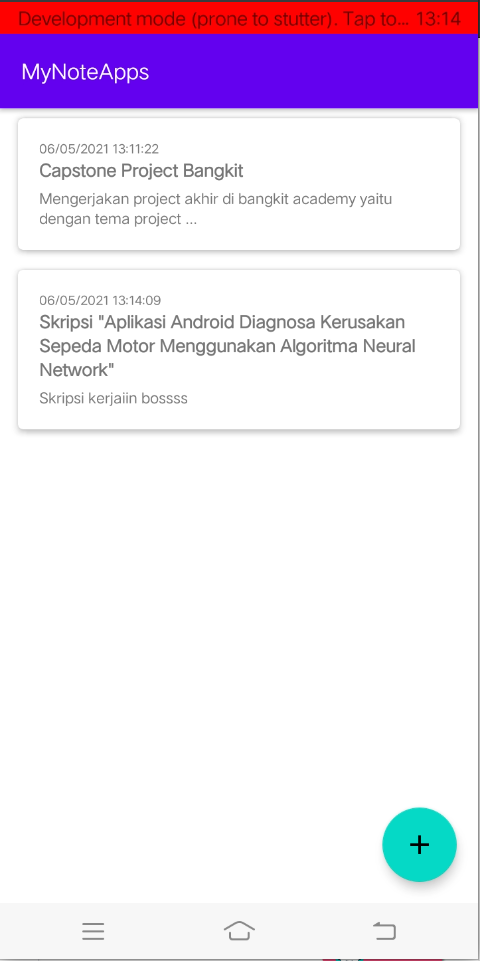 Development mode (prone to stutter). Tap to... 13:14
MyNoteApps
06/05/2021 13:11:22
Capstone Project Bangkit
Mengerjakan project akhir di bangkit academy yaitu
dengan tema project ...
06/05/2021 13:14:09
Skripsi "Aplikasi Android Diagnosa Kerusakan
Sepeda Motor Menggunakan Algoritma Neural
Network"
Skripsi kerjaiin bossss